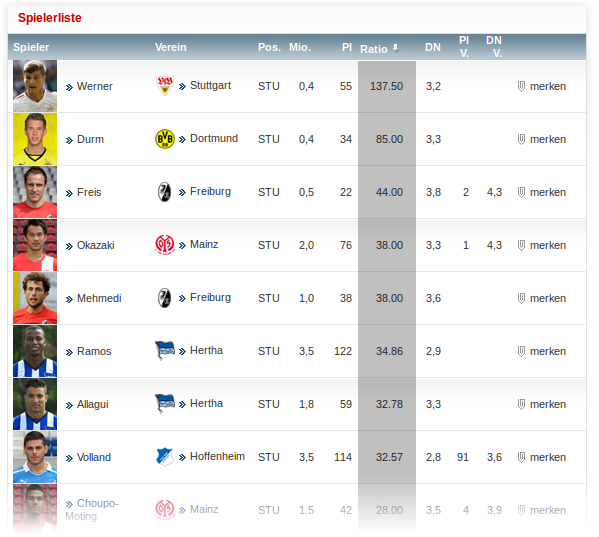 Spielerliste
Spieler Verein Pos. Mio. Pl Ratio DN Pl V. DN V.
Werner Stuttgart STU 0,4 55 137.50 3,2 merken
Durm Dortmund STU 0,4 34 85.00 3,3 merken
Freis Freiburg STU 0,5 22 44.00 3,8 2 4,3 merken
Okazaki Mainz STU 2,0 76 38.00 3,3 1 4,3 merken
Mehmedi Freiburg STU 1,0 38 38.00 3,6 merken
Ramos Hertha STU 3,5 122 34.86 2,9 merken
Allagui Hertha STU 1,8 59 32.78 3,3 merken
Volland Hoffenheim STU 3,5 114 32.57 2,8 91 3,6 merken
Choupo-
Moting Mainz STU 1,5 42 28.00 3,5 4 3,9 merken